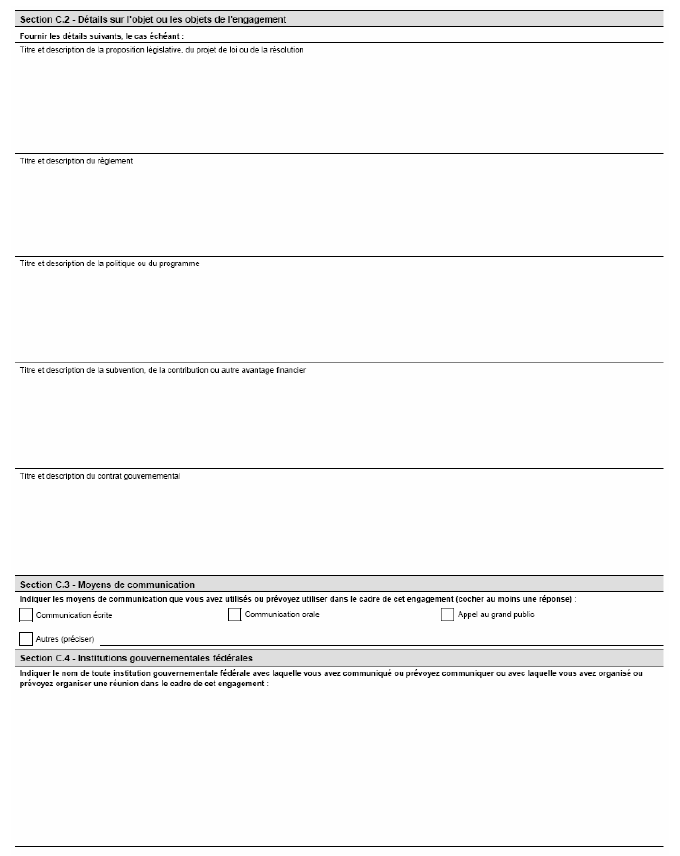 Section C.2 - Détails sur l'objet ou les objets de l'engagement
Fournir les détails suivants, le cas échéant :
Titre et description de la proposition législative, du projet de loi ou de la résolution
Titre et description du règlement
Titre et description de la politique ou du programme
Titre et description de la subvention, de la contribution ou autre avantage financier
Titre et description du contrat gouvernemental
Section C.3 - Moyens de communication
Indiquer les moyens de communication que vous avez utilisés ou prévoyez utiliser dans le cadre de cet engagement (cocher au moins une réponse) :
Communication écrite
Communication orale
Appel au grand public
Autres (préciser)
Section C.4 - Institutions gouvernementales fédérales
Indiquer le nom de toute institution gouvernementale fédérale avec laquelle vous avez communiqué ou prévoyez communiquer ou avec laquelle vous avez organisé ou
prévoyez organiser une réunion dans le cadre de cet engagement :